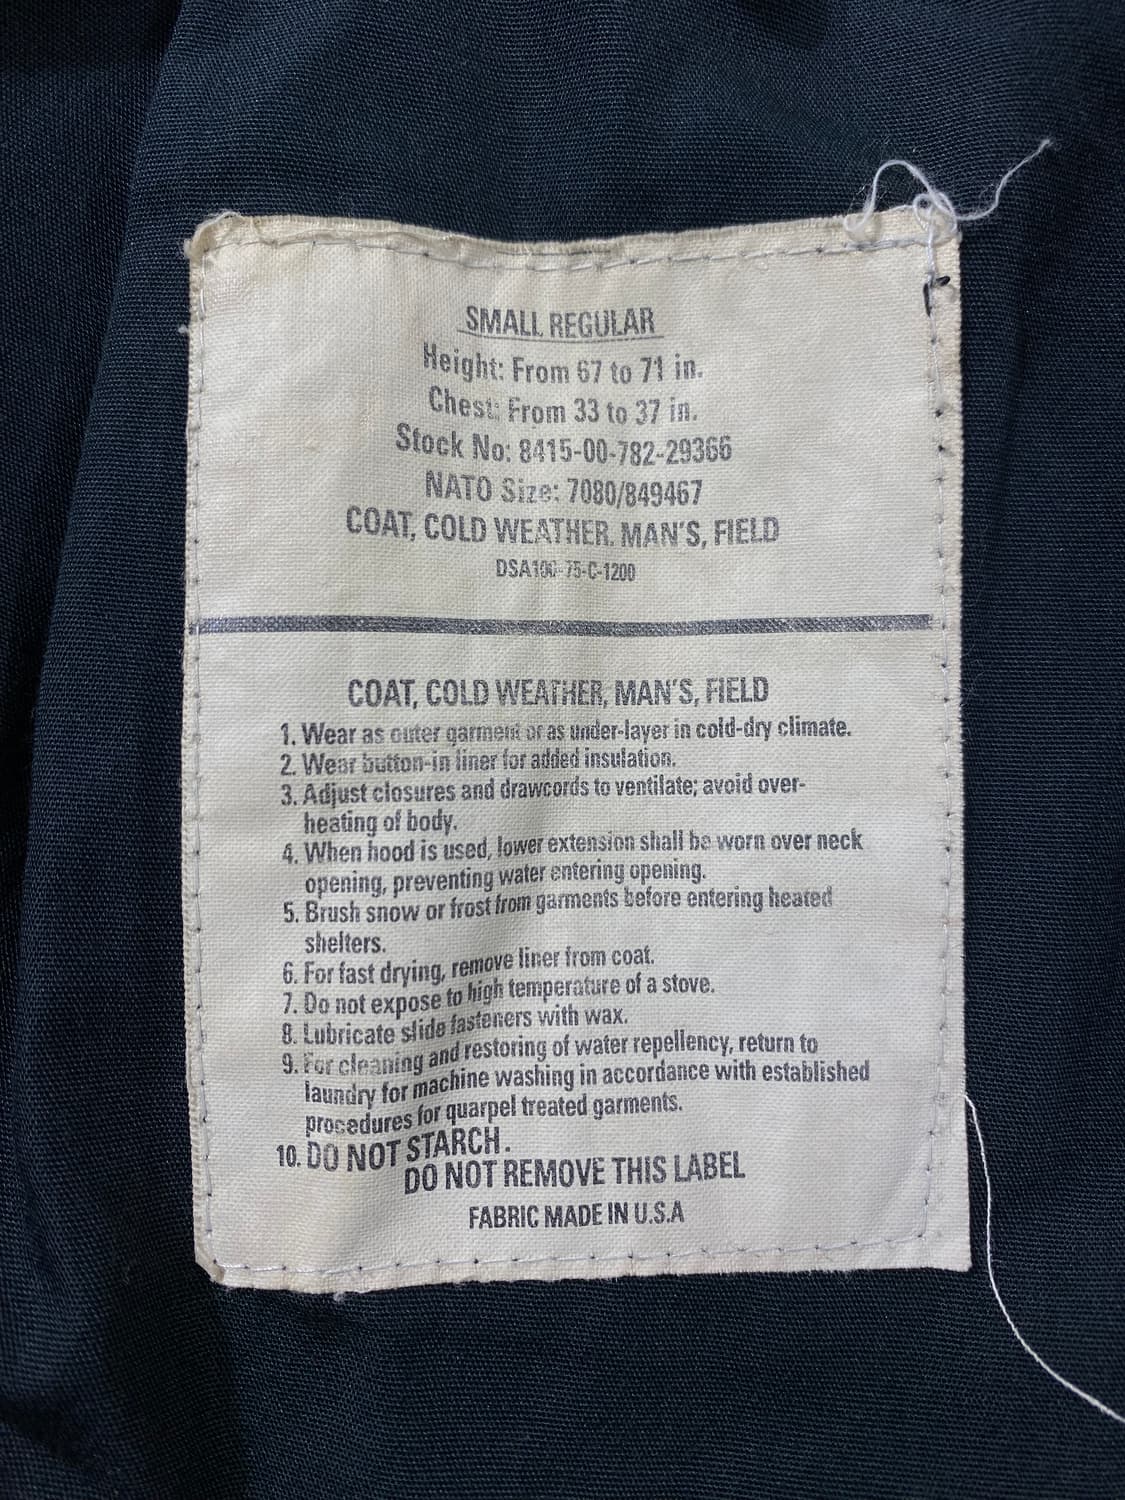 SMALL REGULAR
Height: From 67 to 71 in.
Chest: From 33 to 37 in.
Stock No: 8415-00-782-29366
NATO Size: 7080/849467
COAT, COLD WEATHER. MAN'S, FIELD
DSA100-75-C-1200
COAT, COLD WEATHER, MAN'S, FIELD
1. Wear as outer garment or as under-layer in cold-dry climate.
2. Wear button-in liner for added insulation.
3. Adjust closures and drawcords to ventilate; avoid over-
heating of body.
4. When hood is used, lower extension shall be worn over neck
opening, preventing water entering opening.
5. Brush snow or frost from garments before entering heated
shelters.
6. For fast drying, remove liner from coat.
7. Do not expose to high temperature of a stove.
8. Lubricate slide fasteners with wax.
9. For cleaning and restoring of water repellency, return to
laundry for machine washing in accordance with established
procedures for quarpel treated garments.
10. DO NOT STARCH.
DO NOT REMOVE THIS LABEL
FABRIC MADE IN U.S.A